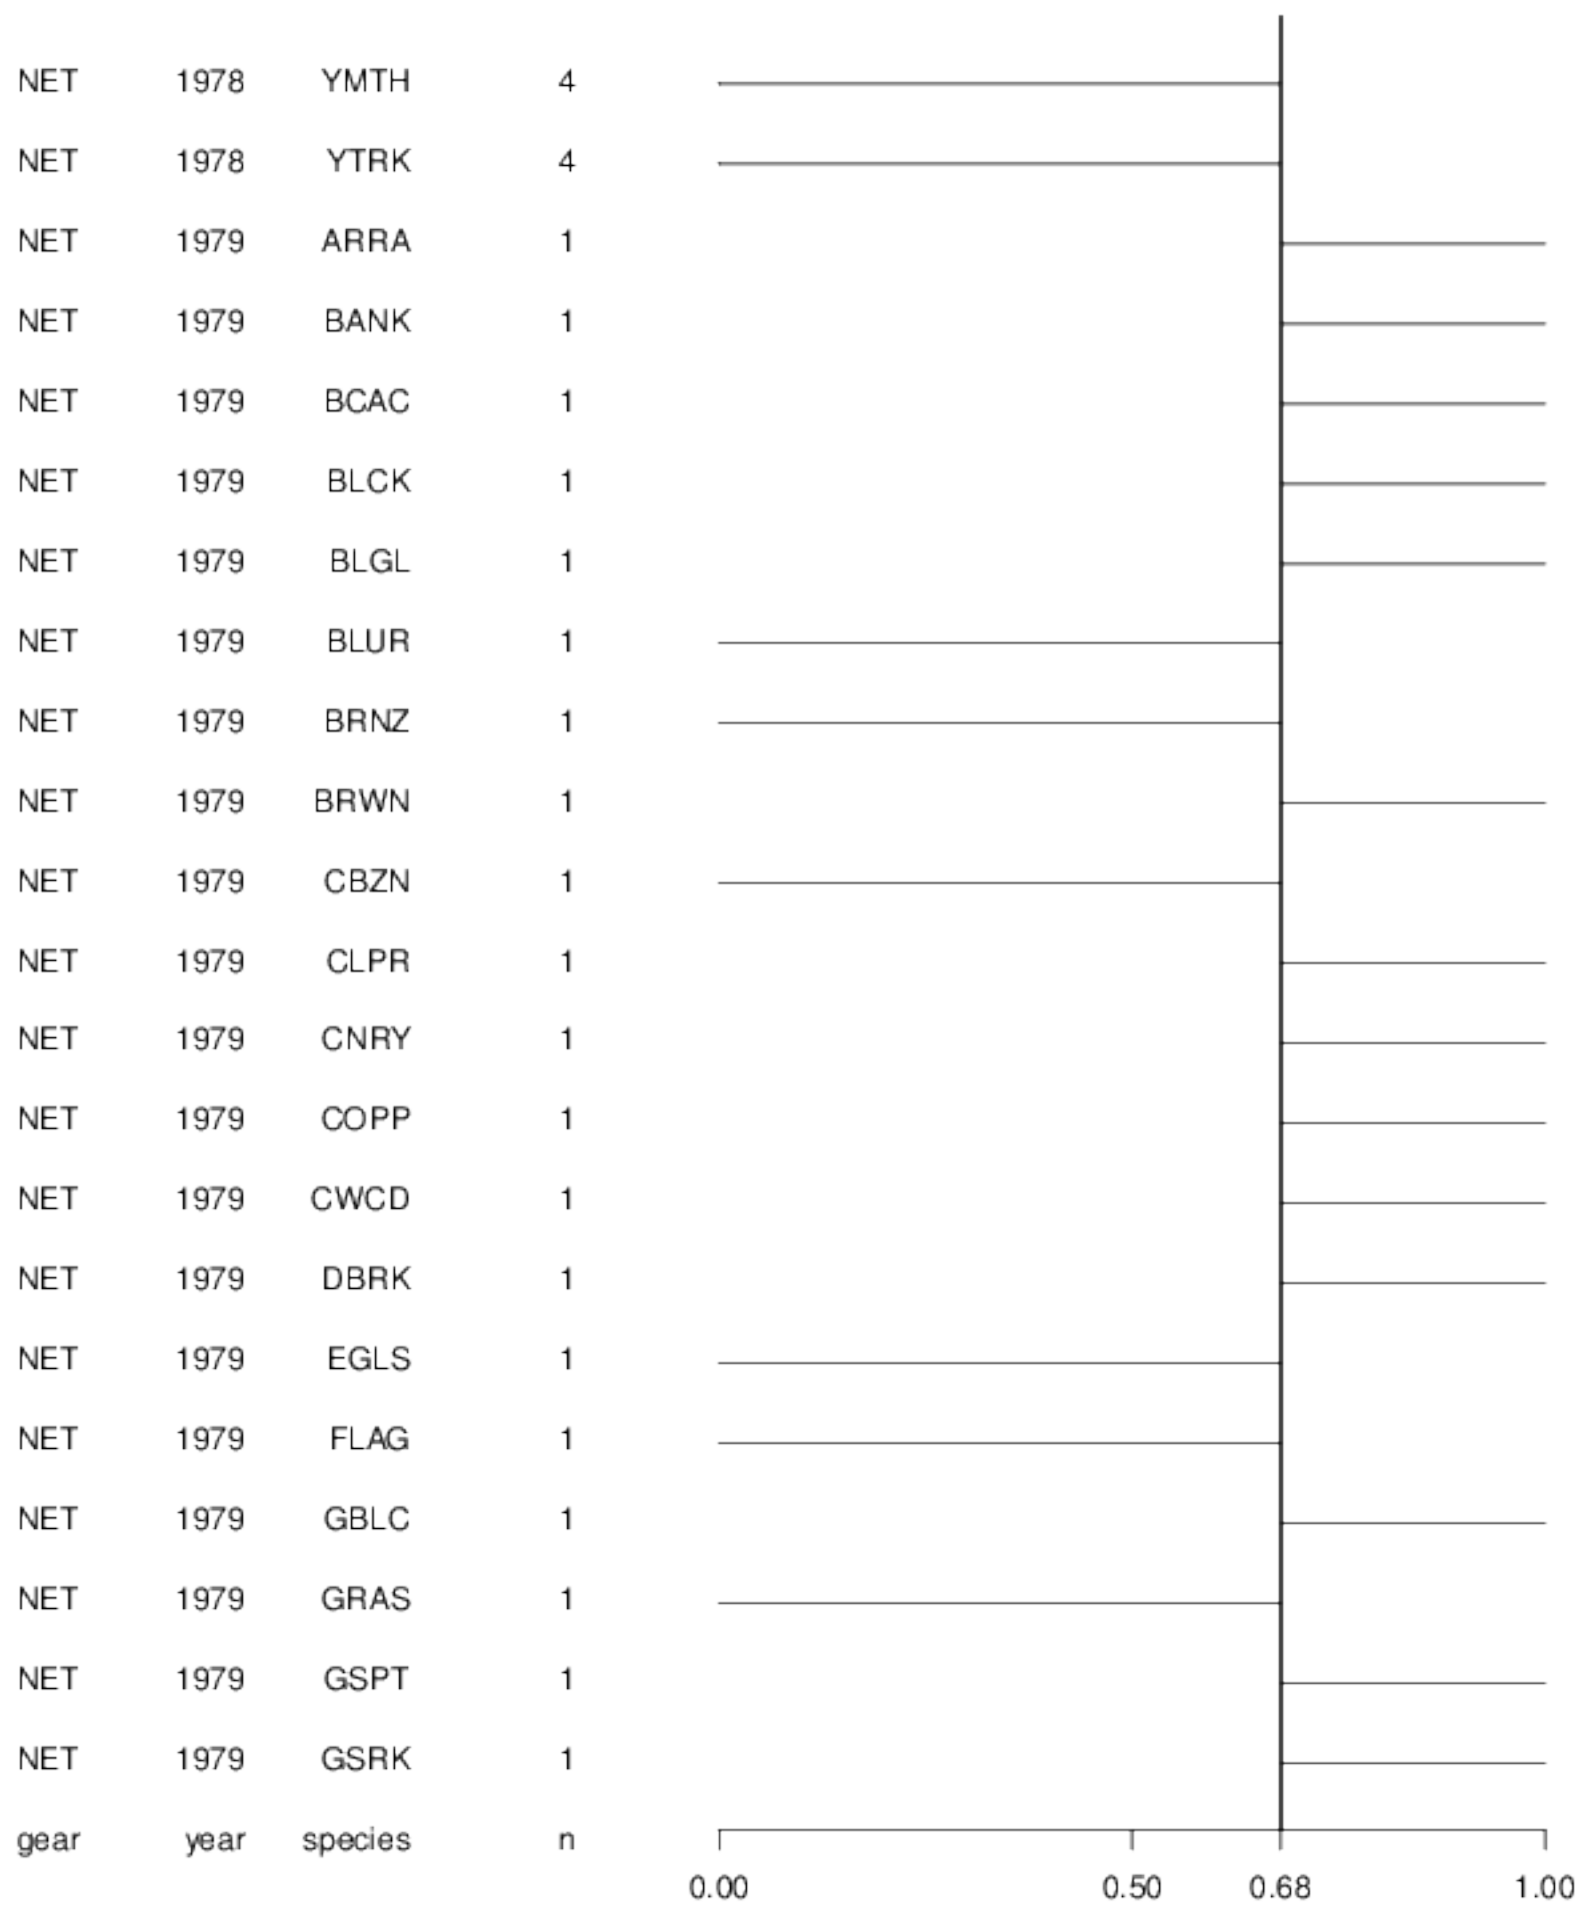 NET 1978 YMTH 4
NET 1978 YTRK 4
NET 1979 ARRA 1
NET 1979 BANK 1
NET 1979 BCAC 1
NET 1979 BLCK 1
NET 1979 BLGL 1
NET 1979 BLUR 1
NET 1979 BRNZ 1
NET 1979 BRWN 1
NET 1979 CBZN 1
NET 1979 CLPR 1
NET 1979 CNRY 1
NET 1979 COPP 1
NET 1979 CWCD 1
NET 1979 DBRK 1
NET 1979 EGLS 1
NET 1979 FLAG 1
NET 1979 GBLC 1
NET 1979 GRAS 1
NET 1979 GSPT 1
NET 1979 GSRK 1
gear year species n
0.00 0.50 0.68 1.00